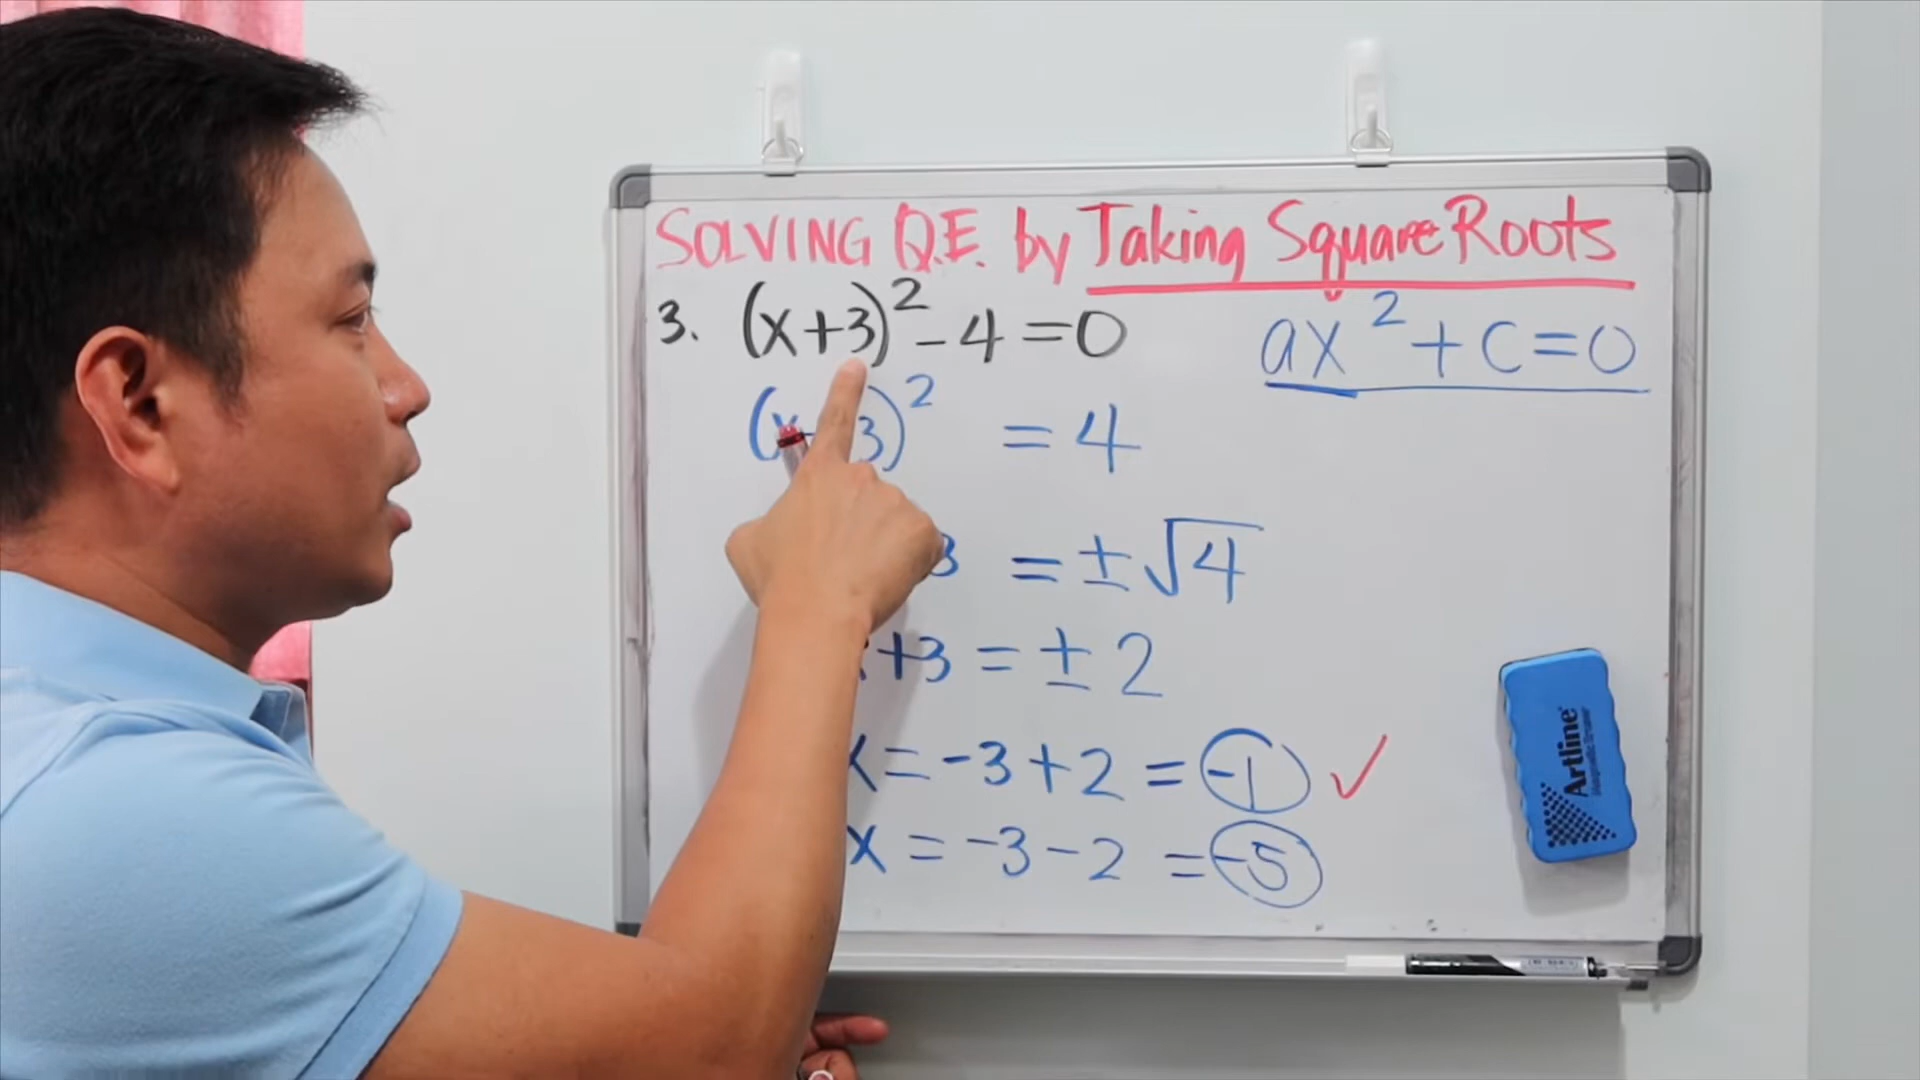 SOLVING Q.E. by Taking Square Roots
3. (x+3)² - 4 = 0
ax² + c = 0
(x+3)² = 4
3 = ±√4
x+3 = ±2
x = -3+2 = -1 ✓
x = -3-2 = -5
Artline